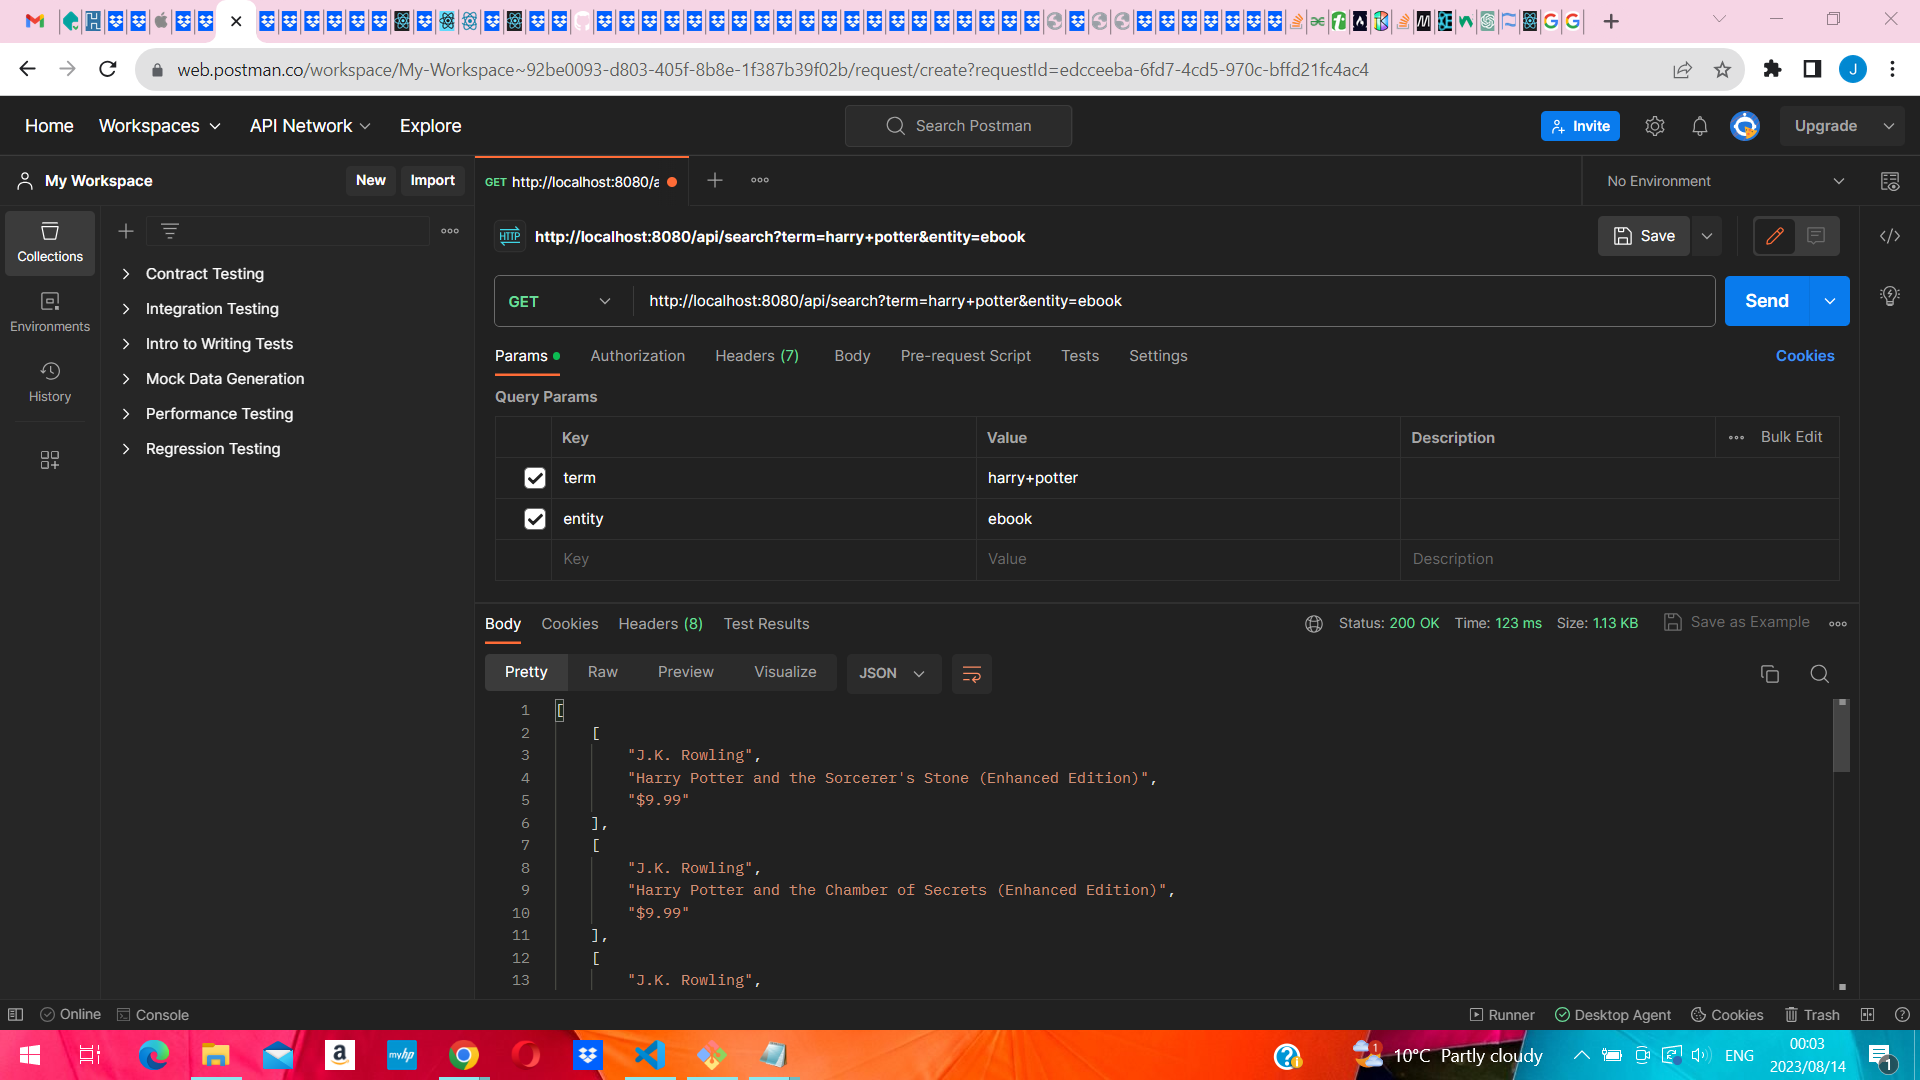 web.postman.co/workspace/My-Workspace~92be0093-d803-405f-8b8e-1f387b39f02b/request/create?requestId=edcceeba-6fd7-4cd5-970c-bffd21fc4ac4
J
Home
Workspaces
API Network
Explore
Search Postman
Invite
Upgrade
My Workspace
New
Import
GET http://localhost:8080/a
No Environment
Collections
Environments
History
Contract Testing
Integration Testing
Intro to Writing Tests
Mock Data Generation
Performance Testing
Regression Testing
HTTP http://localhost:8080/api/search?term=harry+potter&entity=ebook
Save
GET
http://localhost:8080/api/search?term=harry+potter&entity=ebook
Send
Params
Authorization
Headers (7)
Body
Pre-request Script
Tests
Settings
Cookies
Query Params
Key Value Description Bulk Edit
term harry+potter
entity ebook
Key Value Description
Body
Cookies
Headers (8)
Test Results
Status: 200 OK
Time: 123 ms
Size: 1.13 KB
Save as Example
Pretty
Raw
Preview
Visualize
JSON
1 [
2 [
3 "J.K. Rowling",
4 "Harry Potter and the Sorcerer's Stone (Enhanced Edition)",
5 "$9.99"
6 ],
7 [
8 "J.K. Rowling",
9 "Harry Potter and the Chamber of Secrets (Enhanced Edition)",
10 "$9.99"
11 ],
12 [
13 "J.K. Rowling",
Online
Console
Runner
Desktop Agent
Cookies
Trash
a
myhp
1
10°C Partly cloudy
ENG
00:03
2023/08/14
1